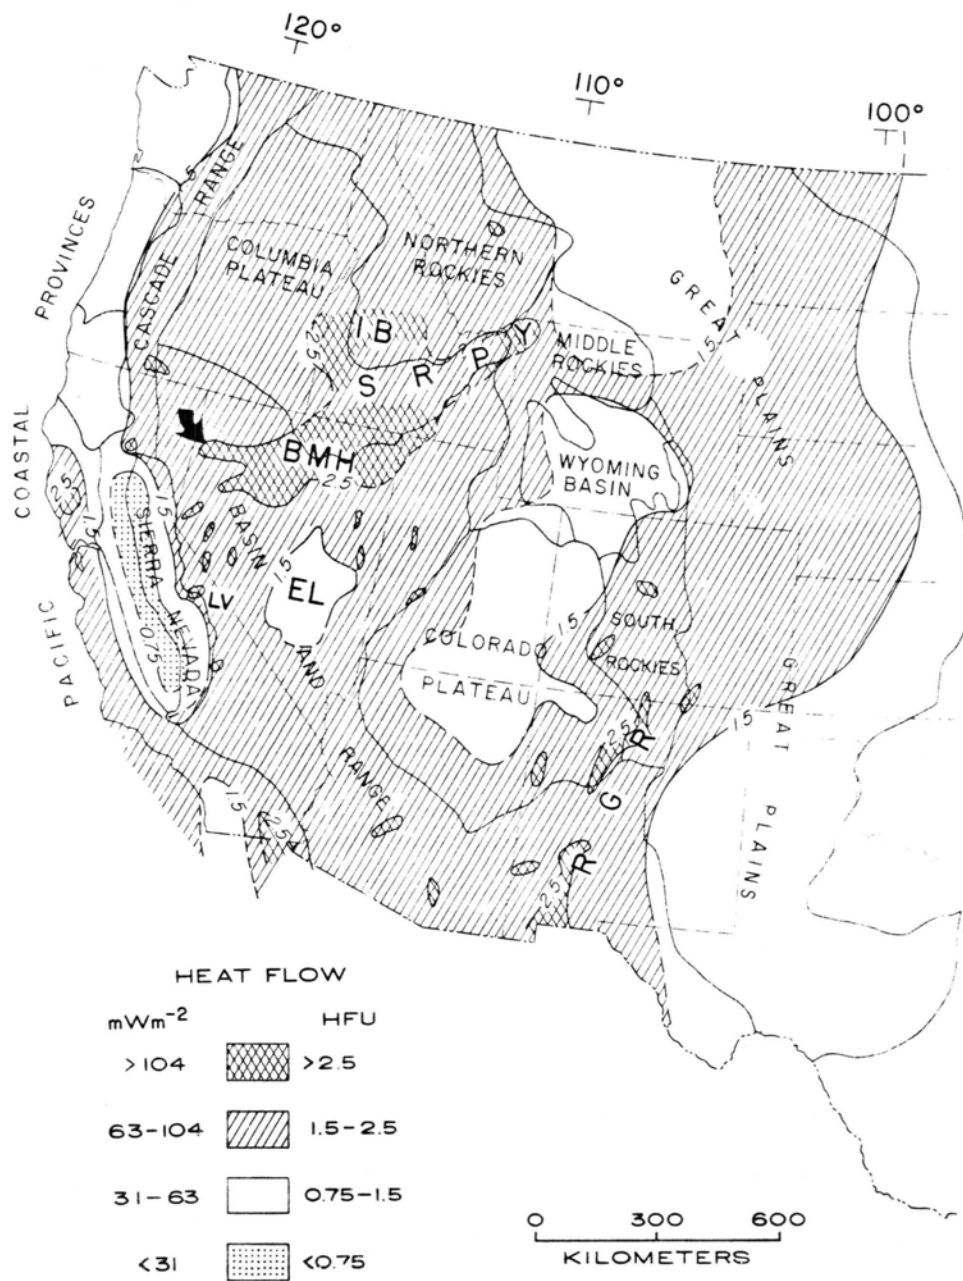 120°
110°
100°
CASCADE RANGE
COASTAL PROVINCES
PACIFIC
COLUMBIA
PLATEAU
NORTHERN
ROCKIES
GREAT PLAINS
IB
2.5
S R P Y
MIDDLE
ROCKIES
1.5
BMH
2.5
WYOMING
BASIN
2.5
1.5
1.5
SIERRA NEVADA
.075
LV
BASIN AND RANGE
1.5
EL
COLORADO
PLATEAU
1.5
SOUTH
ROCKIES
GREAT PLAINS
1.5
2.5
R G R
2.5
1.5
2.5
HEAT FLOW
mWm⁻² HFU
>104 >2.5
63-104 1.5-2.5
31-63 0.75-1.5
<31 <0.75
0 300 600
KILOMETERS